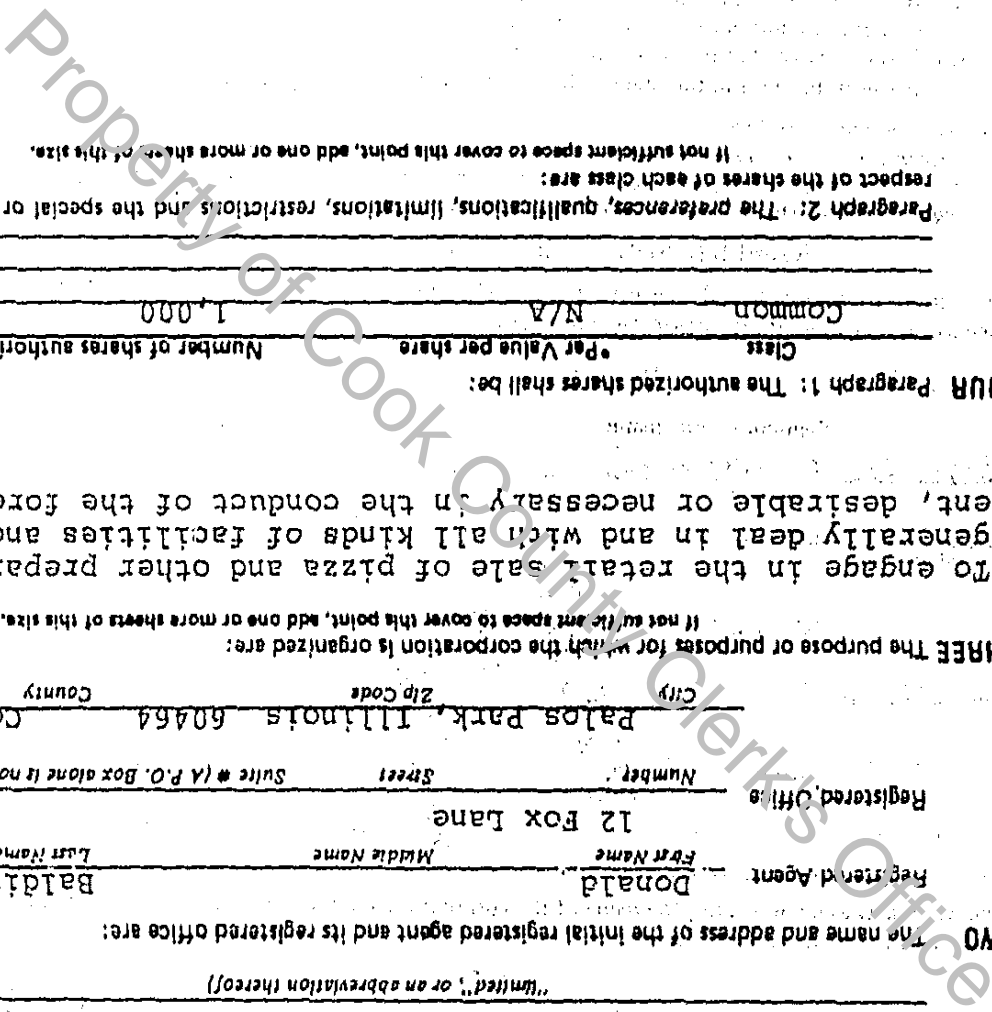 "limited", or an abbreviation thereof)
WO The name and address of the initial registered agent and its registered office are:
Registered Agent Donald Baldi
First Name Middle Name Last Name
12 Fox Lane
Registered Office
Number Street Suite # (A P.O. Box alone is no
Palos Park, Illinois 60464 Co
City Zip Code County
HREE The purpose or purposes for which the corporation is organized are:
If not sufficient space to cover this point, add one or more sheets of this size.
To engage in the retail sale of pizza and other prepar
generally deal in and with all kinds of facilities and
ent, desirable or necessary in the conduct of the fore
OUR Paragraph 1: The authorized shares shall be:
Class *Par Value per share Number of shares authori
Common N/A 1,000
Paragraph 2: The preferences, qualifications, limitations, restrictions and the special or
respect of the shares of each class are:
If not sufficient space to cover this point, add one or more sheets of this size.
Property of Cook County Clerk's Office